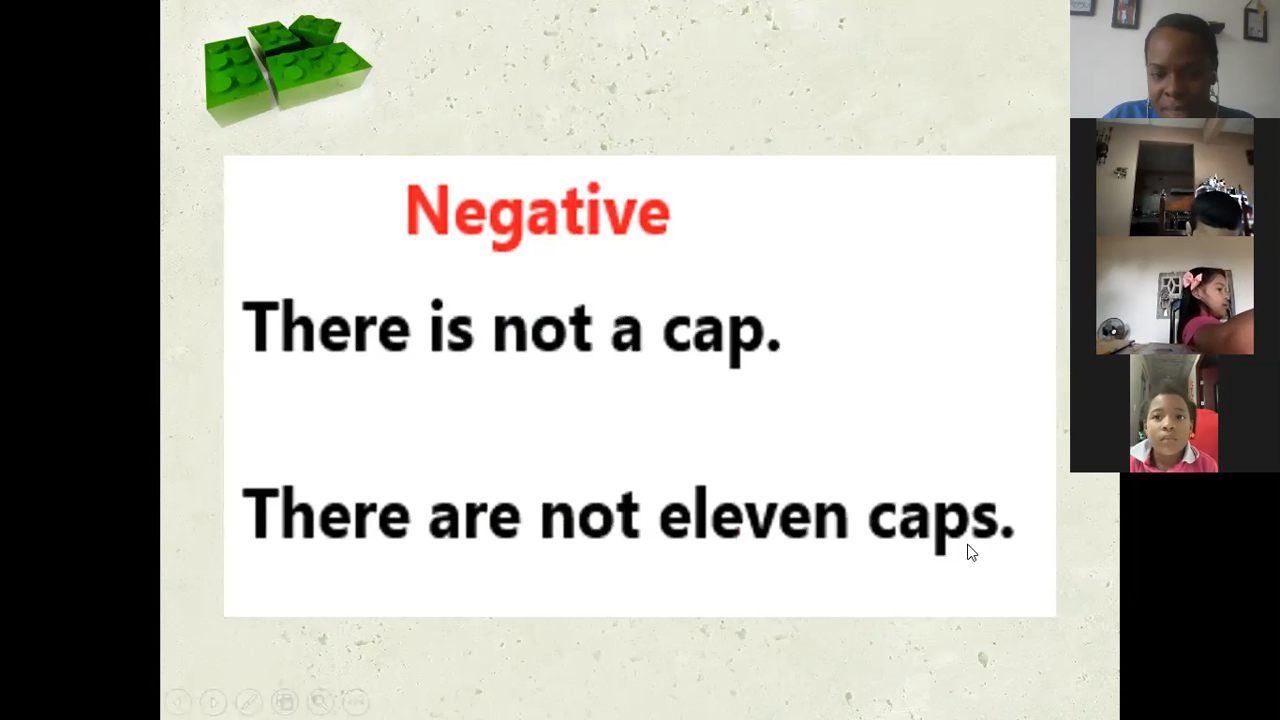 Negative
There is not a cap.
There are not eleven caps.